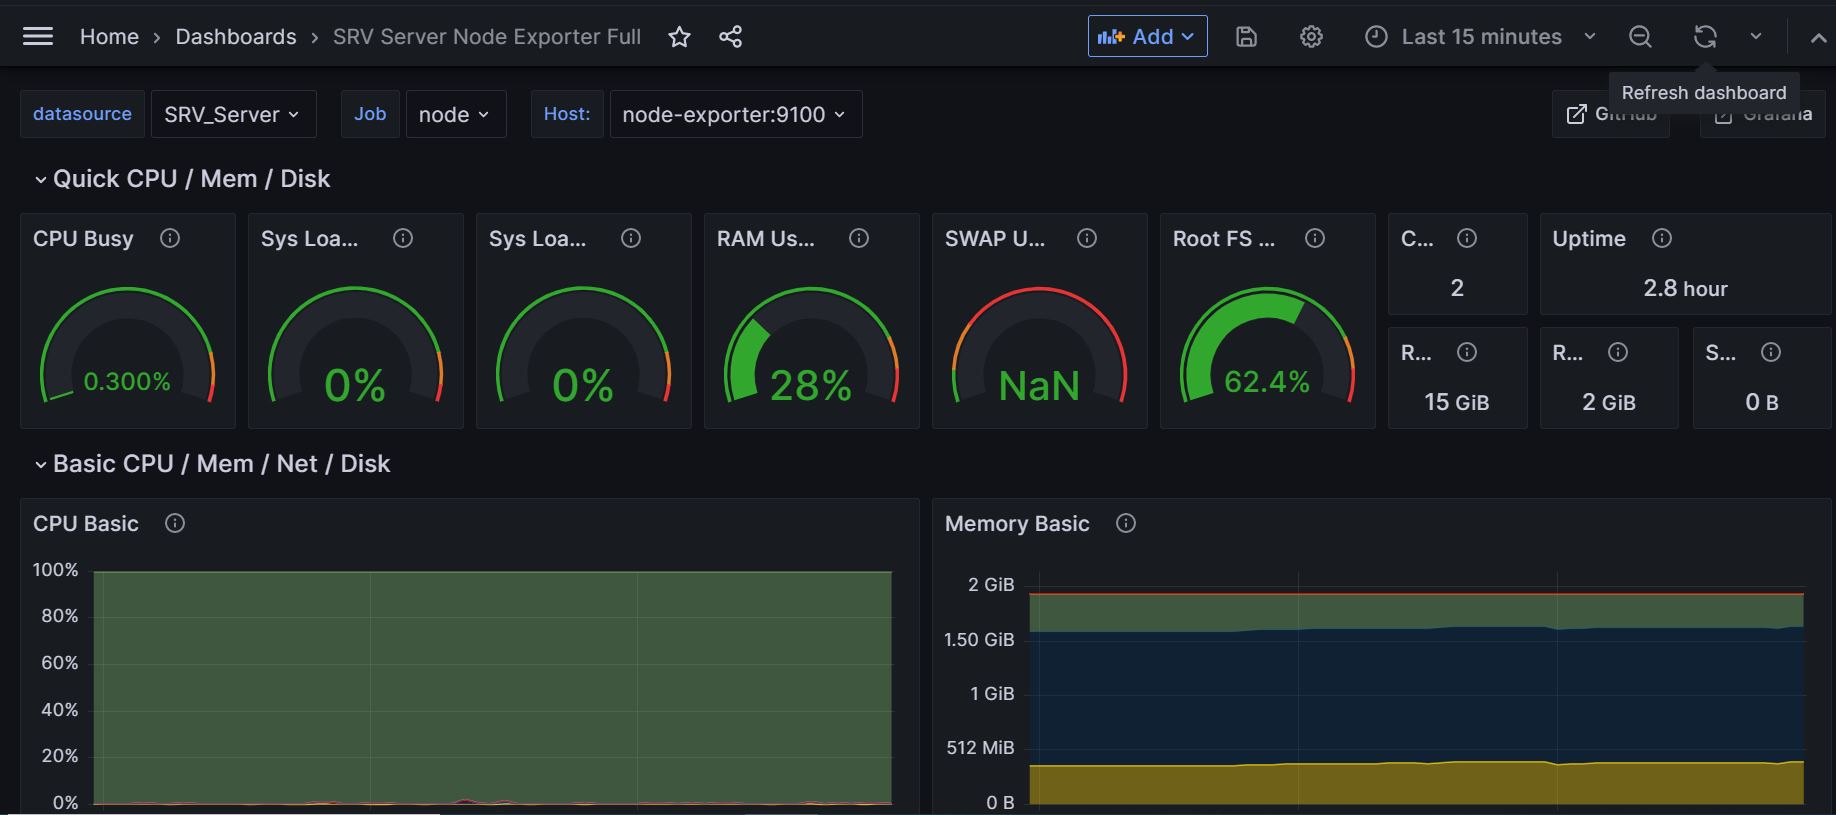 Home › Dashboards › SRV Server Node Exporter Full
Add
Last 15 minutes
Refresh dashboard
datasource
SRV_Server
Job
node
Host:
node-exporter:9100
GitHub
Grafana
Quick CPU / Mem / Disk
CPU Busy
0.300%
Sys Loa...
0%
Sys Loa...
0%
RAM Us...
28%
SWAP U...
NaN
Root FS ...
62.4%
C...
2
Uptime
2.8 hour
R...
15 GiB
R...
2 GiB
S...
0 B
Basic CPU / Mem / Net / Disk
CPU Basic
100%
80%
60%
40%
20%
0%
Memory Basic
2 GiB
1.50 GiB
1 GiB
512 MiB
0 B